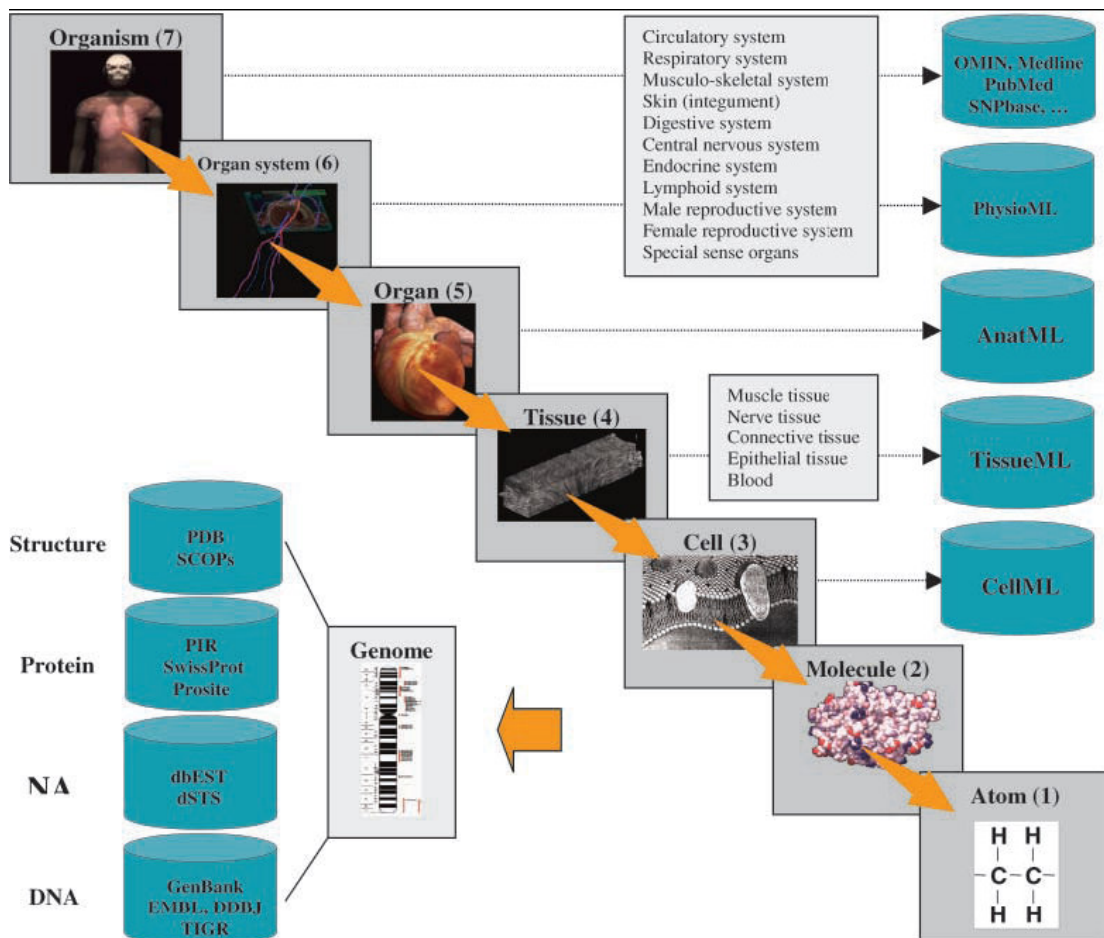 Organism (7)
Organ system (6)
Organ (5)
Tissue (4)
Cell (3)
Molecule (2)
Atom (1)
H H
C C
H H
Circulatory system
Respiratory system
Musculo-skeletal system
Skin (integument)
Digestive system
Central nervous system
Endocrine system
Lymphoid system
Male reproductive system
Female reproductive system
Special sense organs
Muscle tissue
Nerve tissue
Connective tissue
Epithelial tissue
Blood
OMIN, Medline
PubMed
SNPbase, ...
PhysioML
AnatML
TissueML
CellML
Structure
PDB
SCOPs
Protein
PIR
SwissProt
Prosite
NA
dbEST
dSTS
DNA
GenBank
EMBL, DDBJ
TIGR
Genome